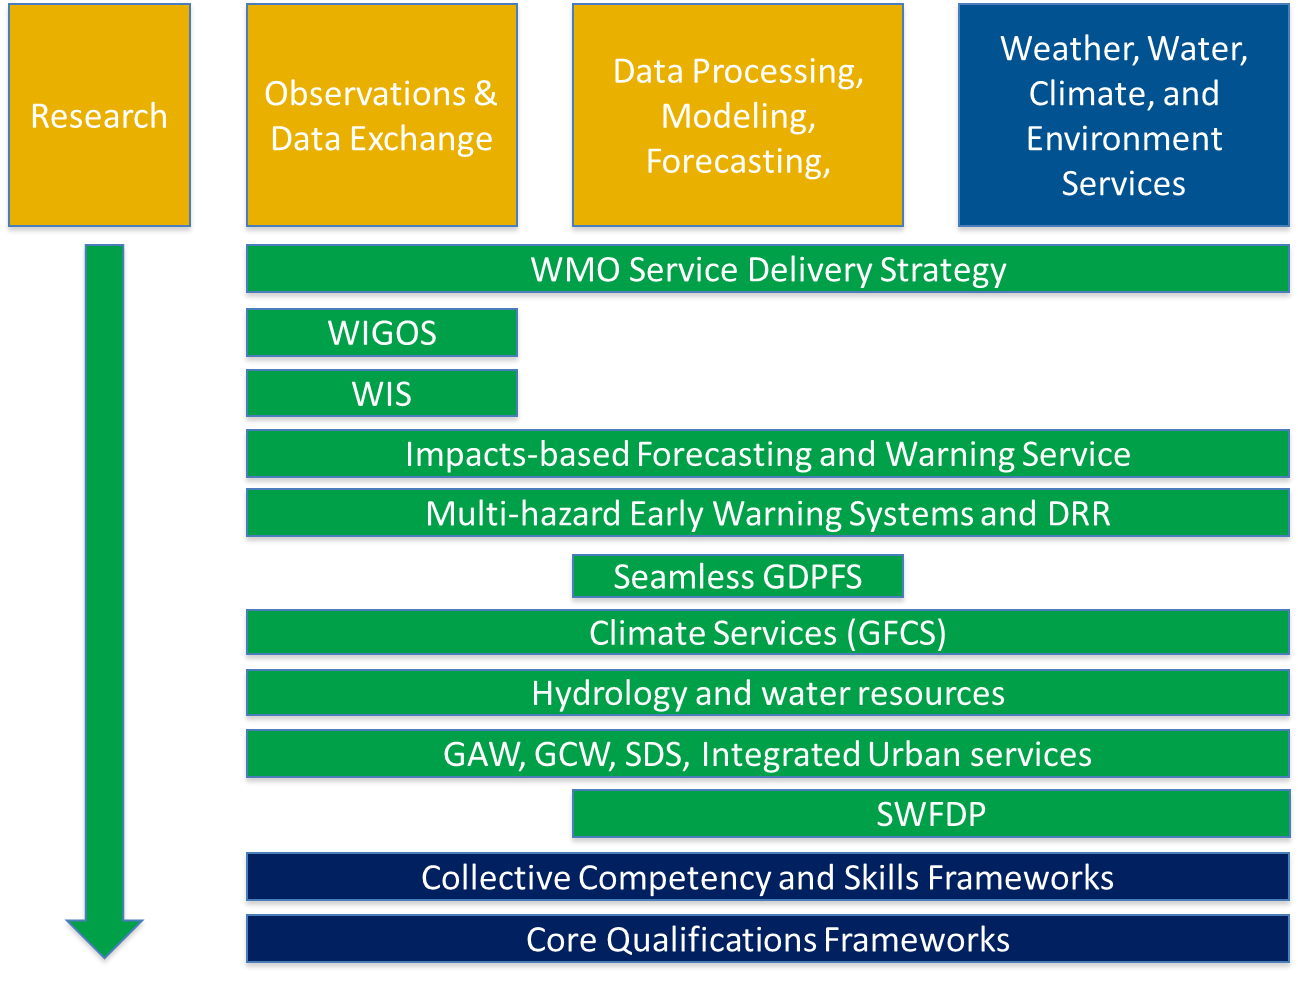 Research
Observations &
Data Exchange
Data Processing,
Modeling,
Forecasting,
Weather, Water,
Climate, and
Environment
Services
WMO Service Delivery Strategy
WIGOS
WIS
Impacts-based Forecasting and Warning Service
Multi-hazard Early Warning Systems and DRR
Seamless GDPFS
Climate Services (GFCS)
Hydrology and water resources
GAW, GCW, SDS, Integrated Urban services
SWFDP
Collective Competency and Skills Frameworks
Core Qualifications Frameworks